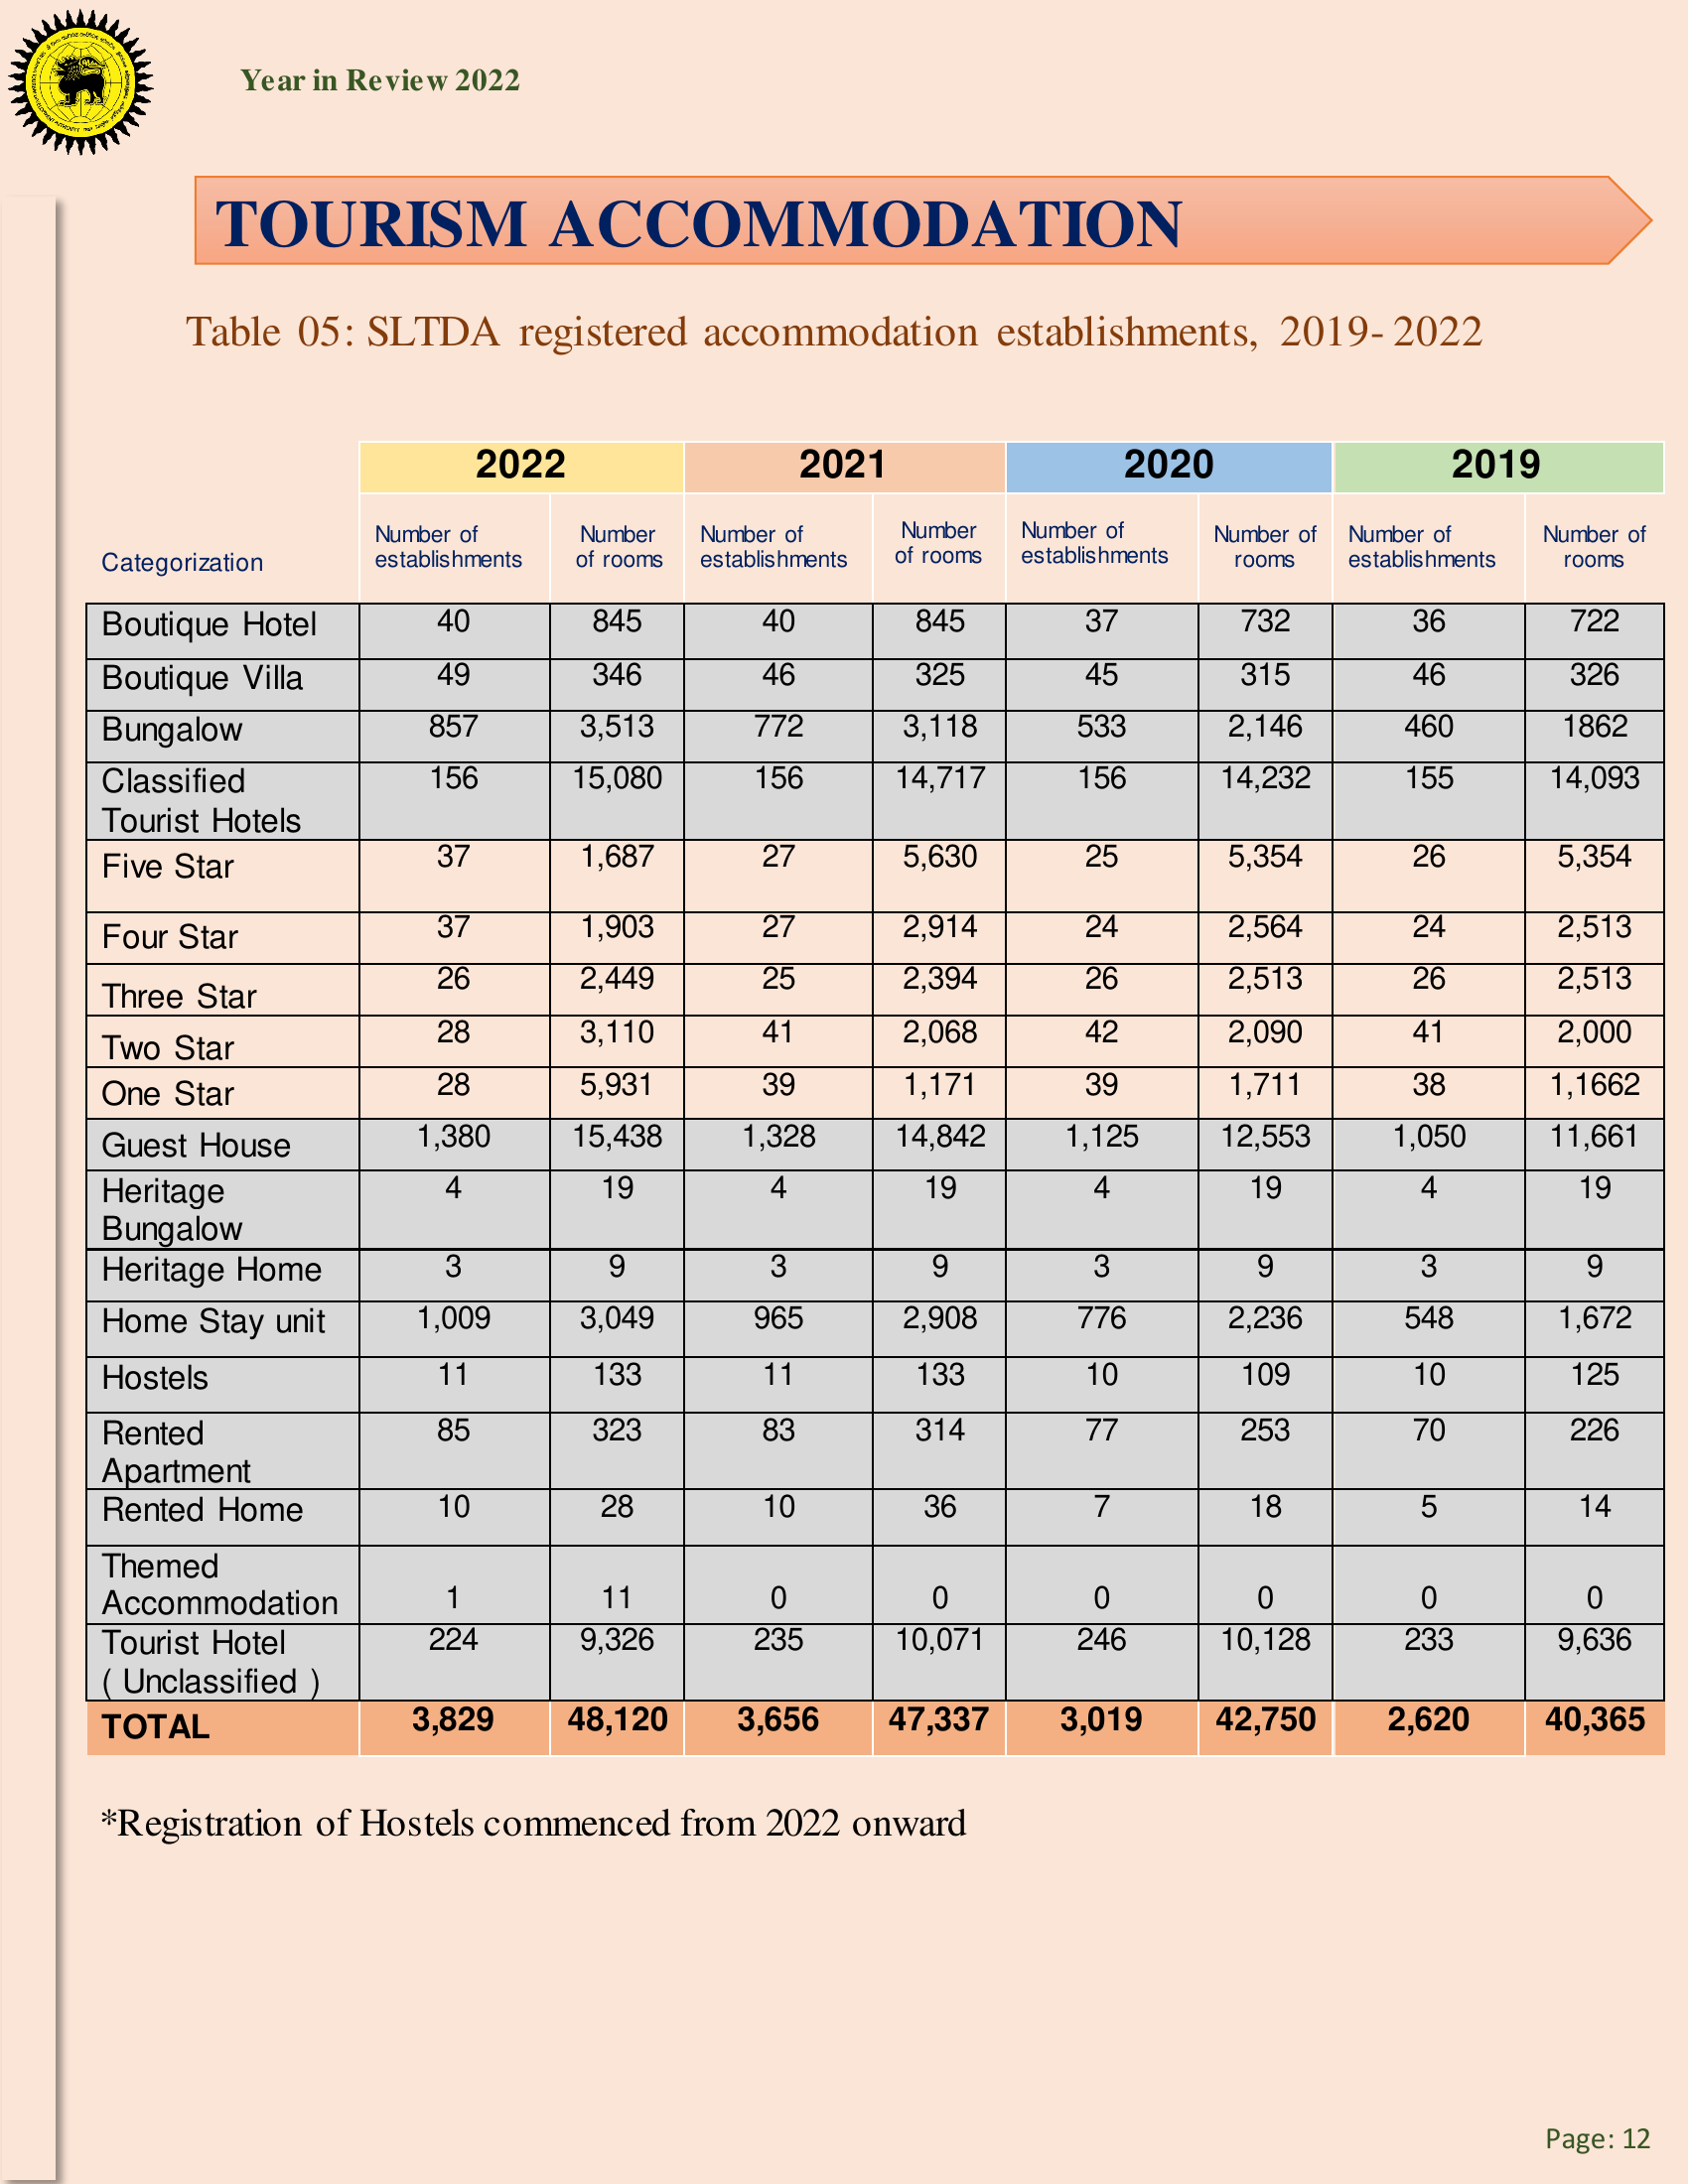 Year in Review 2022
TOURISM ACCOMMODATION
Table 05: SLTDA registered accommodation establishments, 2019- 2022
2022 2021 2020 2019
Categorization Number of establishments Number of rooms Number of establishments Number of rooms Number of establishments Number of rooms Number of establishments Number of rooms
Boutique Hotel 40 845 40 845 37 732 36 722
Boutique Villa 49 346 46 325 45 315 46 326
Bungalow 857 3,513 772 3,118 533 2,146 460 1862
Classified Tourist Hotels 156 15,080 156 14,717 156 14,232 155 14,093
Five Star 37 1,687 27 5,630 25 5,354 26 5,354
Four Star 37 1,903 27 2,914 24 2,564 24 2,513
Three Star 26 2,449 25 2,394 26 2,513 26 2,513
Two Star 28 3,110 41 2,068 42 2,090 41 2,000
One Star 28 5,931 39 1,171 39 1,711 38 1,1662
Guest House 1,380 15,438 1,328 14,842 1,125 12,553 1,050 11,661
Heritage Bungalow 4 19 4 19 4 19 4 19
Heritage Home 3 9 3 9 3 9 3 9
Home Stay unit 1,009 3,049 965 2,908 776 2,236 548 1,672
Hostels 11 133 11 133 10 109 10 125
Rented Apartment 85 323 83 314 77 253 70 226
Rented Home 10 28 10 36 7 18 5 14
Themed Accommodation 1 11 0 0 0 0 0 0
Tourist Hotel ( Unclassified ) 224 9,326 235 10,071 246 10,128 233 9,636
TOTAL 3,829 48,120 3,656 47,337 3,019 42,750 2,620 40,365
*Registration of Hostels commenced from 2022 onward
Page: 12